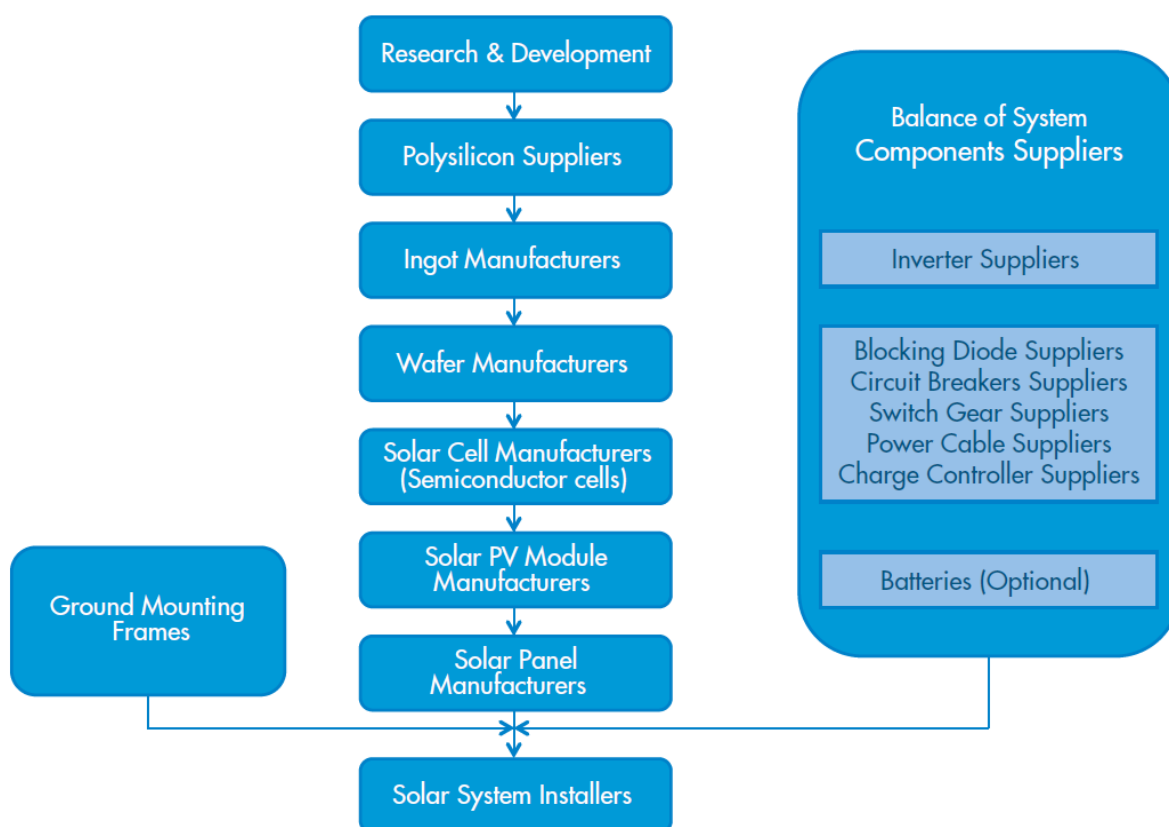 Research & Development
Polysilicon Suppliers
Ingot Manufacturers
Wafer Manufacturers
Solar Cell Manufacturers
(Semiconductor cells)
Solar PV Module
Manufacturers
Solar Panel
Manufacturers
Ground Mounting
Frames
Balance of System
Components Suppliers
Inverter Suppliers
Blocking Diode Suppliers
Circuit Breakers Suppliers
Switch Gear Suppliers
Power Cable Suppliers
Charge Controller Suppliers
Batteries (Optional)
Solar System Installers